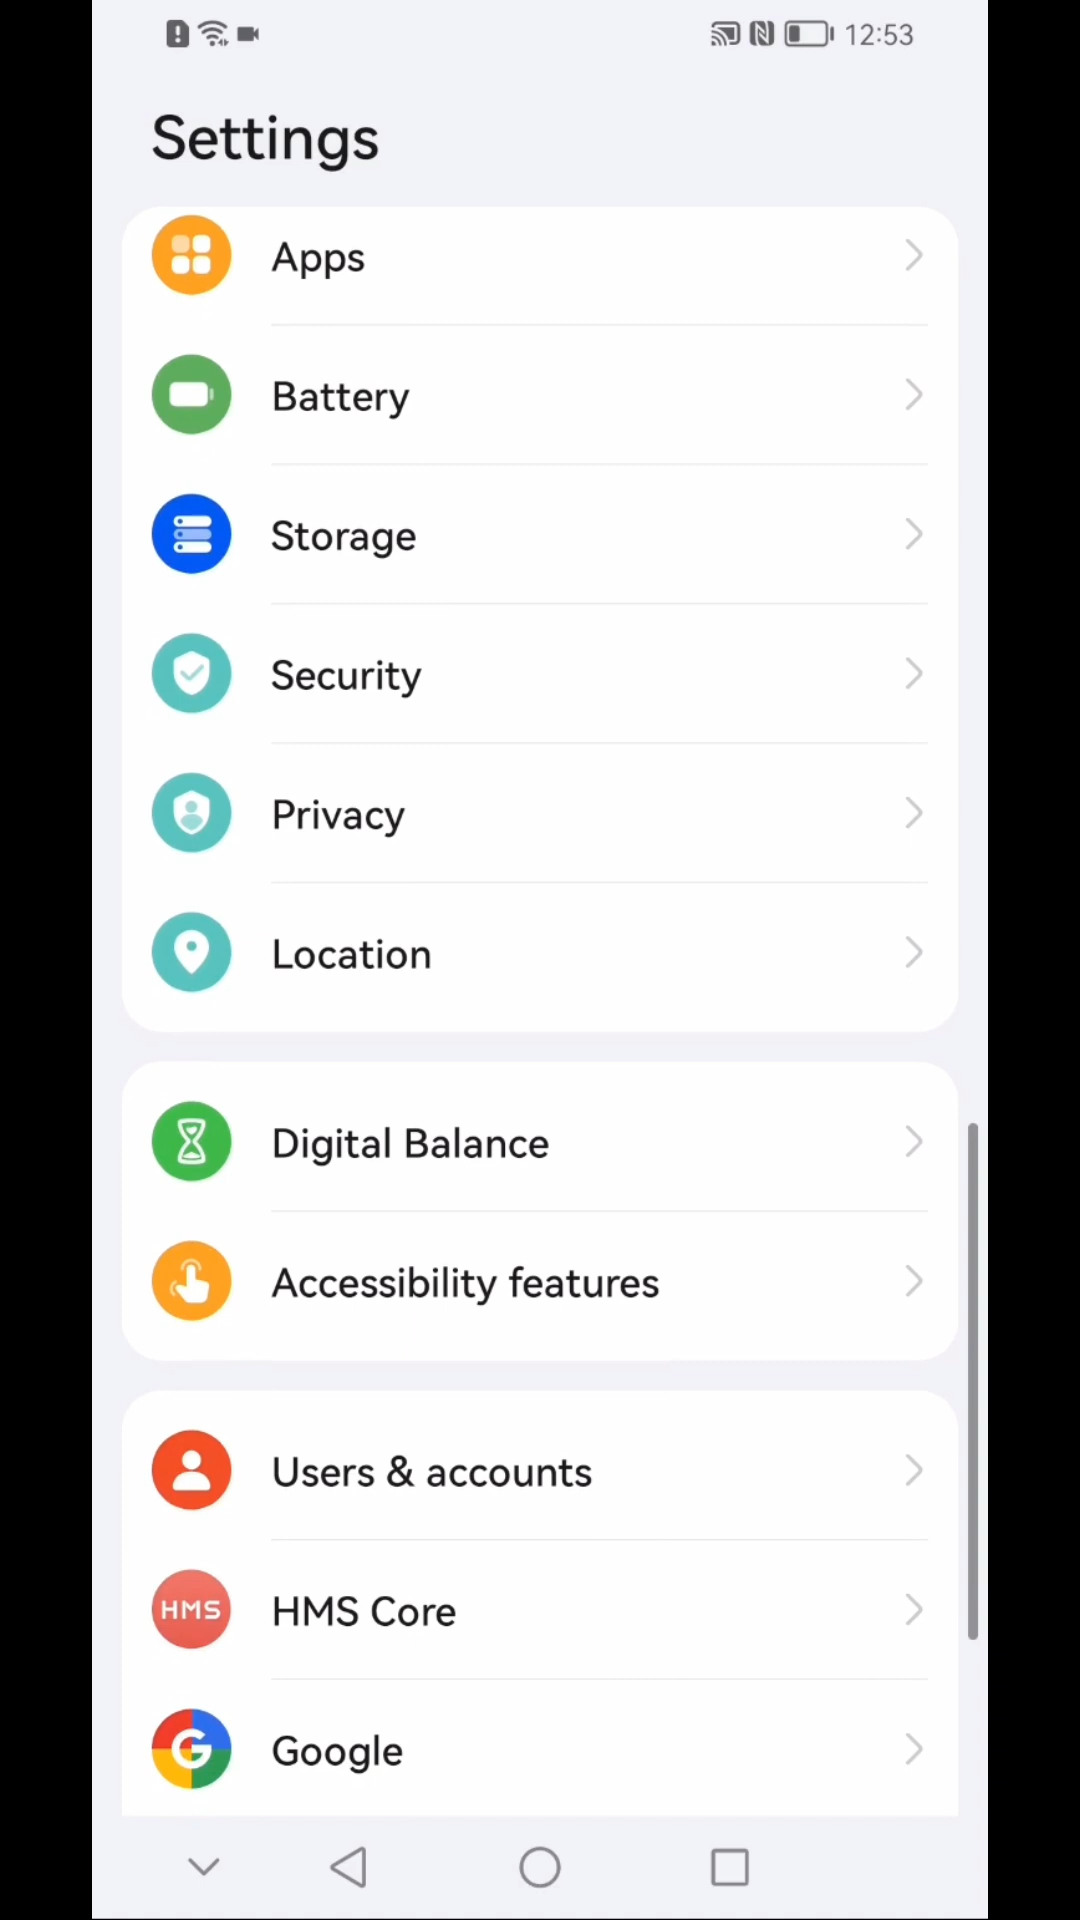 12:53
Settings
Apps
Battery
Storage
Security
Privacy
Location
Digital Balance
Accessibility features
Users & accounts
HMS
HMS Core
G
Google